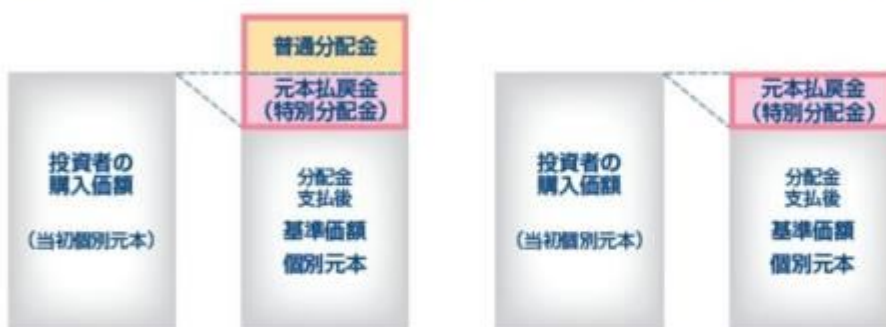 普通分配金
元本払戻金
（特別分配金）
投資者の
購入価額
（当初個別元本）
分配金
支払後
基準価額
個別元本
元本払戻金
（特別分配金）
投資者の
購入価額
（当初個別元本）
分配金
支払後
基準価額
個別元本